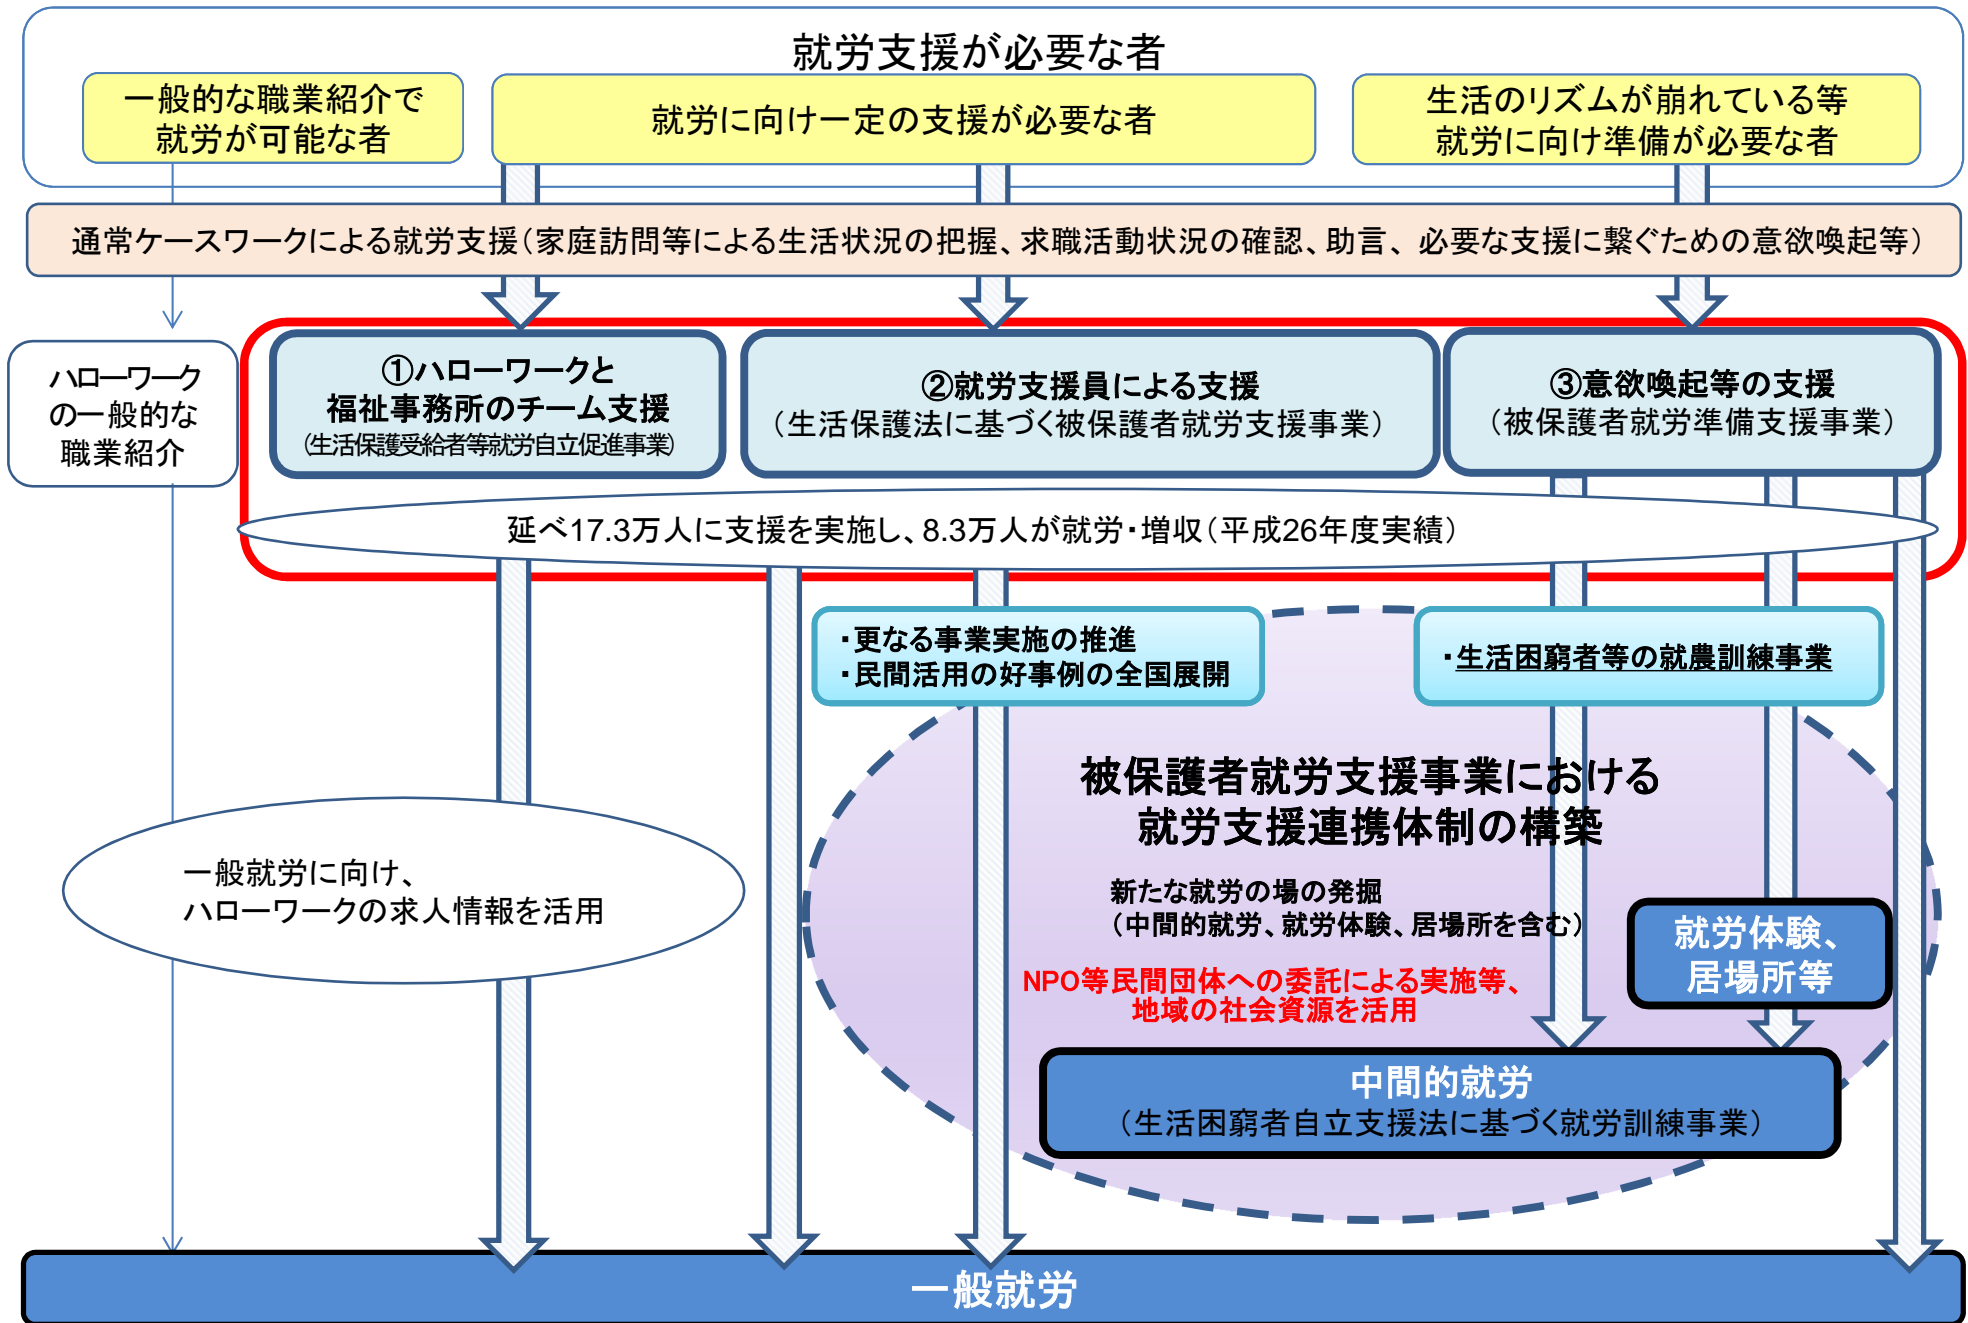 就労支援が必要な者
一般的な職業紹介で
就労が可能な者
就労に向け一定の支援が必要な者
生活のリズムが崩れている等
就労に向け準備が必要な者
通常ケースワークによる就労支援（家庭訪問等による生活状況の把握、求職活動状況の確認、助言、必要な支援に繋ぐための意欲喚起等）
ハローワーク
の一般的な
職業紹介
①ハローワークと
福祉事務所のチーム支援
（生活保護受給者等就労自立促進事業）
②就労支援員による支援
（生活保護法に基づく被保護者就労支援事業）
③意欲喚起等の支援
（被保護者就労準備支援事業）
延べ17.3万人に支援を実施し、8.3万人が就労・増収（平成26年度実績）
・更なる事業実施の推進
・民間活用の好事例の全国展開
・生活困窮者等の就農訓練事業
被保護者就労支援事業における
就労支援連携体制の構築
一般就労に向け、
ハローワークの求人情報を活用
新たな就労の場の発掘
（中間的就労、就労体験、居場所を含む）
就労体験、
居場所等
NPO等民間団体への委託による実施等、
地域の社会資源を活用
中間的就労
（生活困窮者自立支援法に基づく就労訓練事業）
一般就労